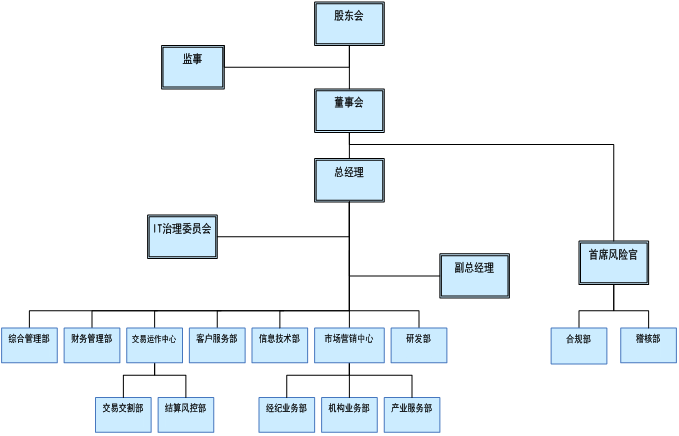 股东会
监事
董事会
总经理
IT治理委员会
副总经理
首席风险官
综合管理部
财务管理部
交易运作中心
客户服务部
信息技术部
市场营销中心
研发部
合规部
稽核部
交易交割部
结算风控部
经纪业务部
机构业务部
产业服务部